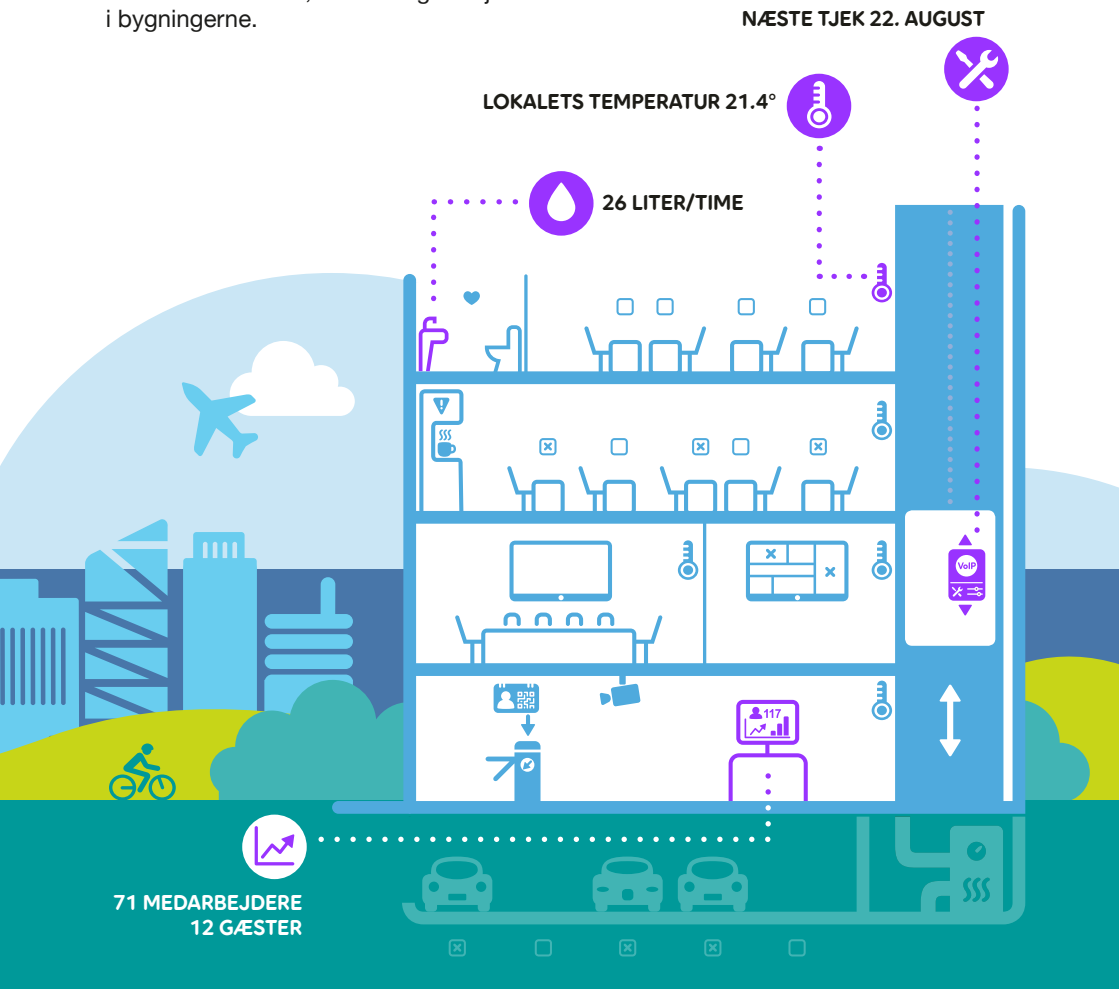 i bygningerne.
NÆSTE TJEK 22. AUGUST
LOKALETS TEMPERATUR 21.4°
26 LITER/TIME
VoIP
117
71 MEDARBEJDERE
12 GÆSTER